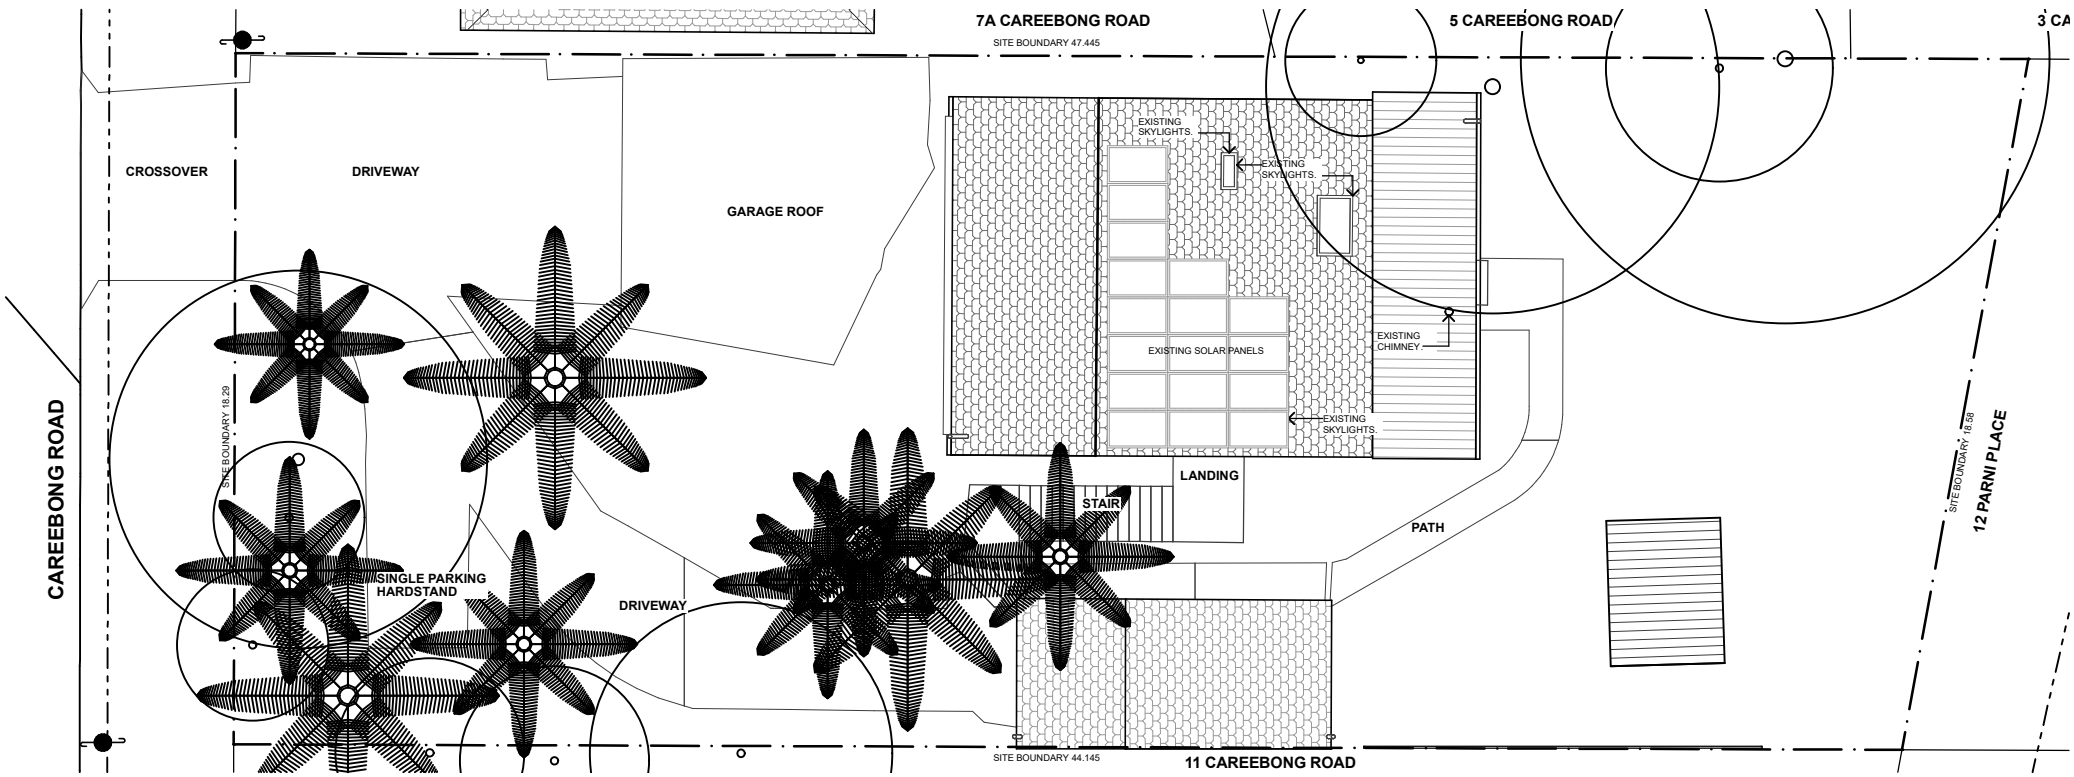 7A CAREEBONG ROAD
5 CAREEBONG ROAD
3 CA
SITE BOUNDARY 47.445
EXISTING
SKYLIGHTS.
EXISTING
SKYLIGHTS.
CROSSOVER
DRIVEWAY
GARAGE ROOF
EXISTING
CHIMNEY.
EXISTING SOLAR PANELS
EXISTING
SKYLIGHTS.
CAREEBONG ROAD
SITE BOUNDARY 18.29
SITE BOUNDARY 18.58
12 PARNI PLACE
LANDING
STAIR
PATH
SINGLE PARKING
HARDSTAND
DRIVEWAY
SITE BOUNDARY 44.145
11 CAREEBONG ROAD